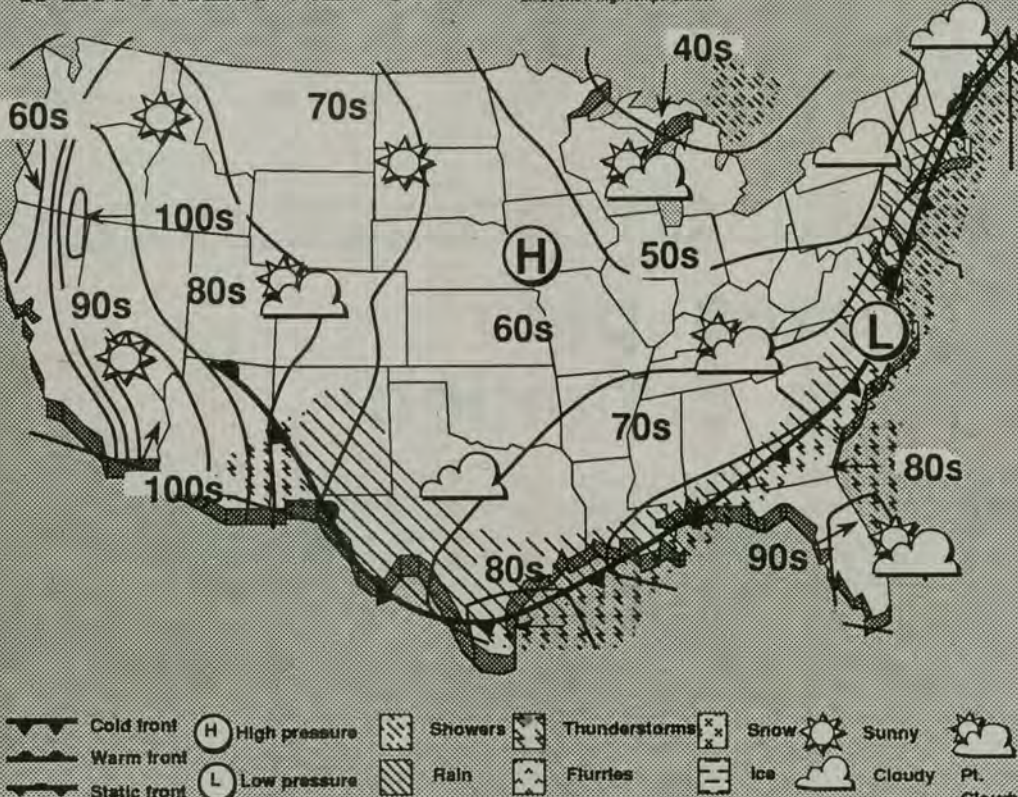 40s
60s
70s
100s
50s
90s
80s
H
60s
L
70s
80s
100s
80s
90s
Cold front
H High pressure
Showers
Thunderstorms
Snow
Sunny
Warm front
L Low pressure
Rain
Flurries
Ice
Cloudy
Pt.
Static front